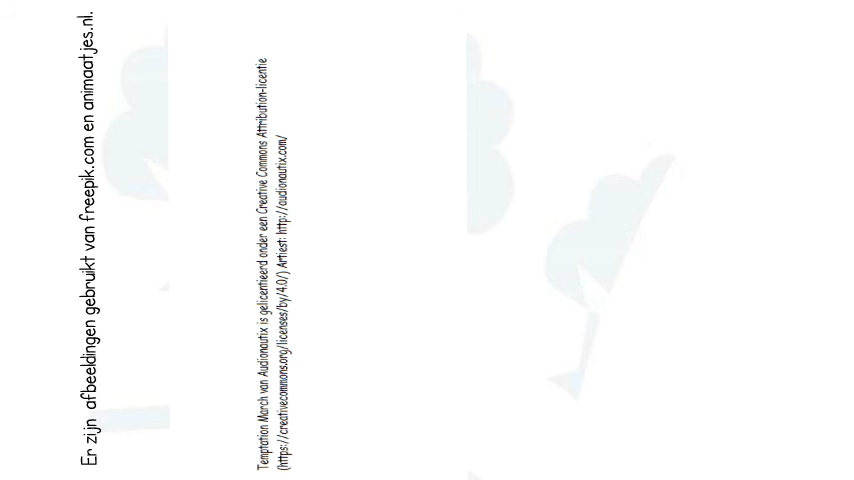 Er zijn afbeeldingen gebruikt van freepik.com en animaatjes.nl.
Temptation March van Audionautix is gelicentieerd onder een Creative Commons Attribution-licentie
(https://creativecommons.org/licenses/by/4.0/) Artiest: http://audionautix.com/